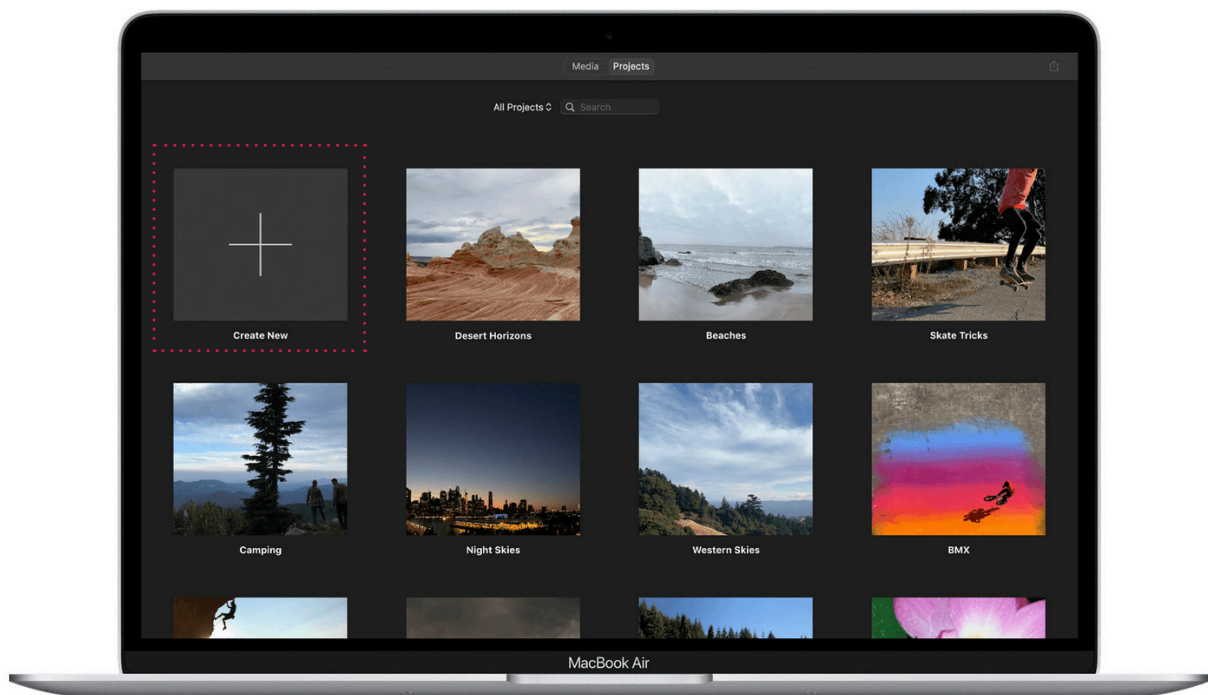 Media Projects
All Projects Search
Create New Desert Horizons Beaches Skate Tricks
Camping Night Skies Western Skies BMX
MacBook Air